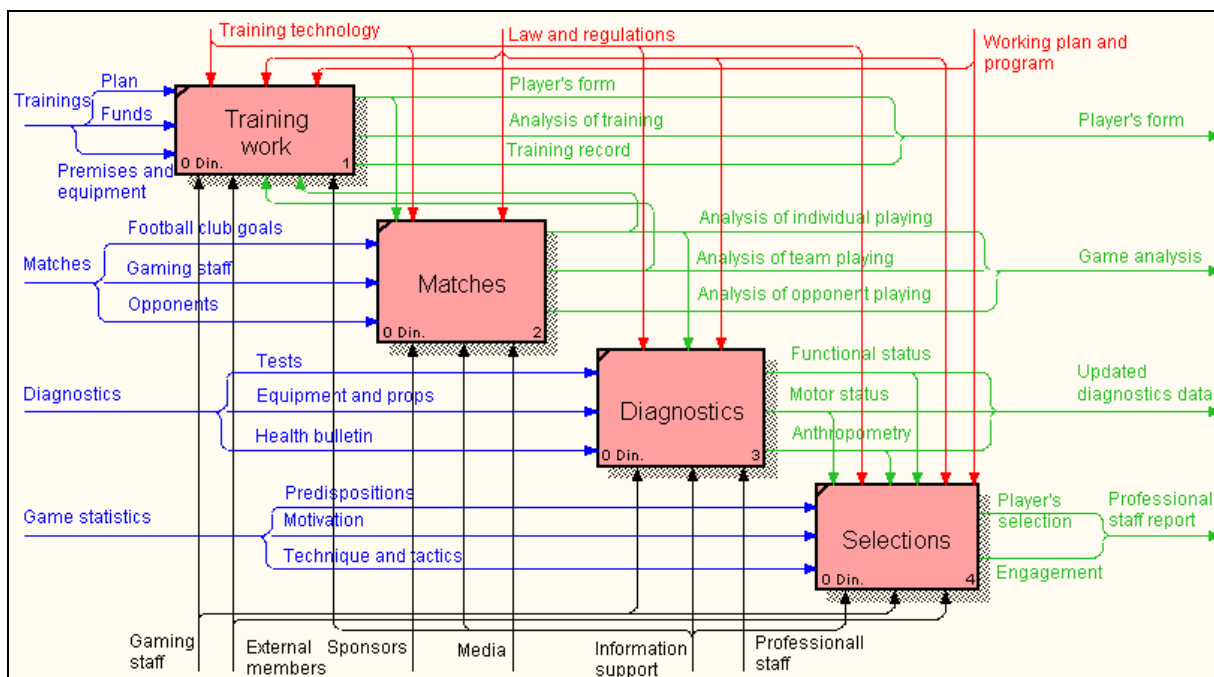 Training technology
Law and regulations
Working plan and
program
Plan
Player's form
Trainings
Funds
Training
work
Analysis of training
Player's form
Training record
0 Din.
1
Premises and
equipment
Football club goals
Analysis of individual playing
Matches
Gaming staff
Matches
Analysis of team playing
Game analysis
Opponents
Analysis of opponent playing
0 Din.
2
Tests
Functional status
Updated
diagnostics data
Diagnostics
Equipment and props
Diagnostics
Motor status
Health bulletin
Anthropometry
0 Din.
3
Predispositions
Player's
selection
Professional
staff report
Game statistics
Motivation
Selections
Technique and tactics
Engagement
0 Din.
4
Gaming
staff
External
members
Sponsors
Media
Information
support
Professionall
staff